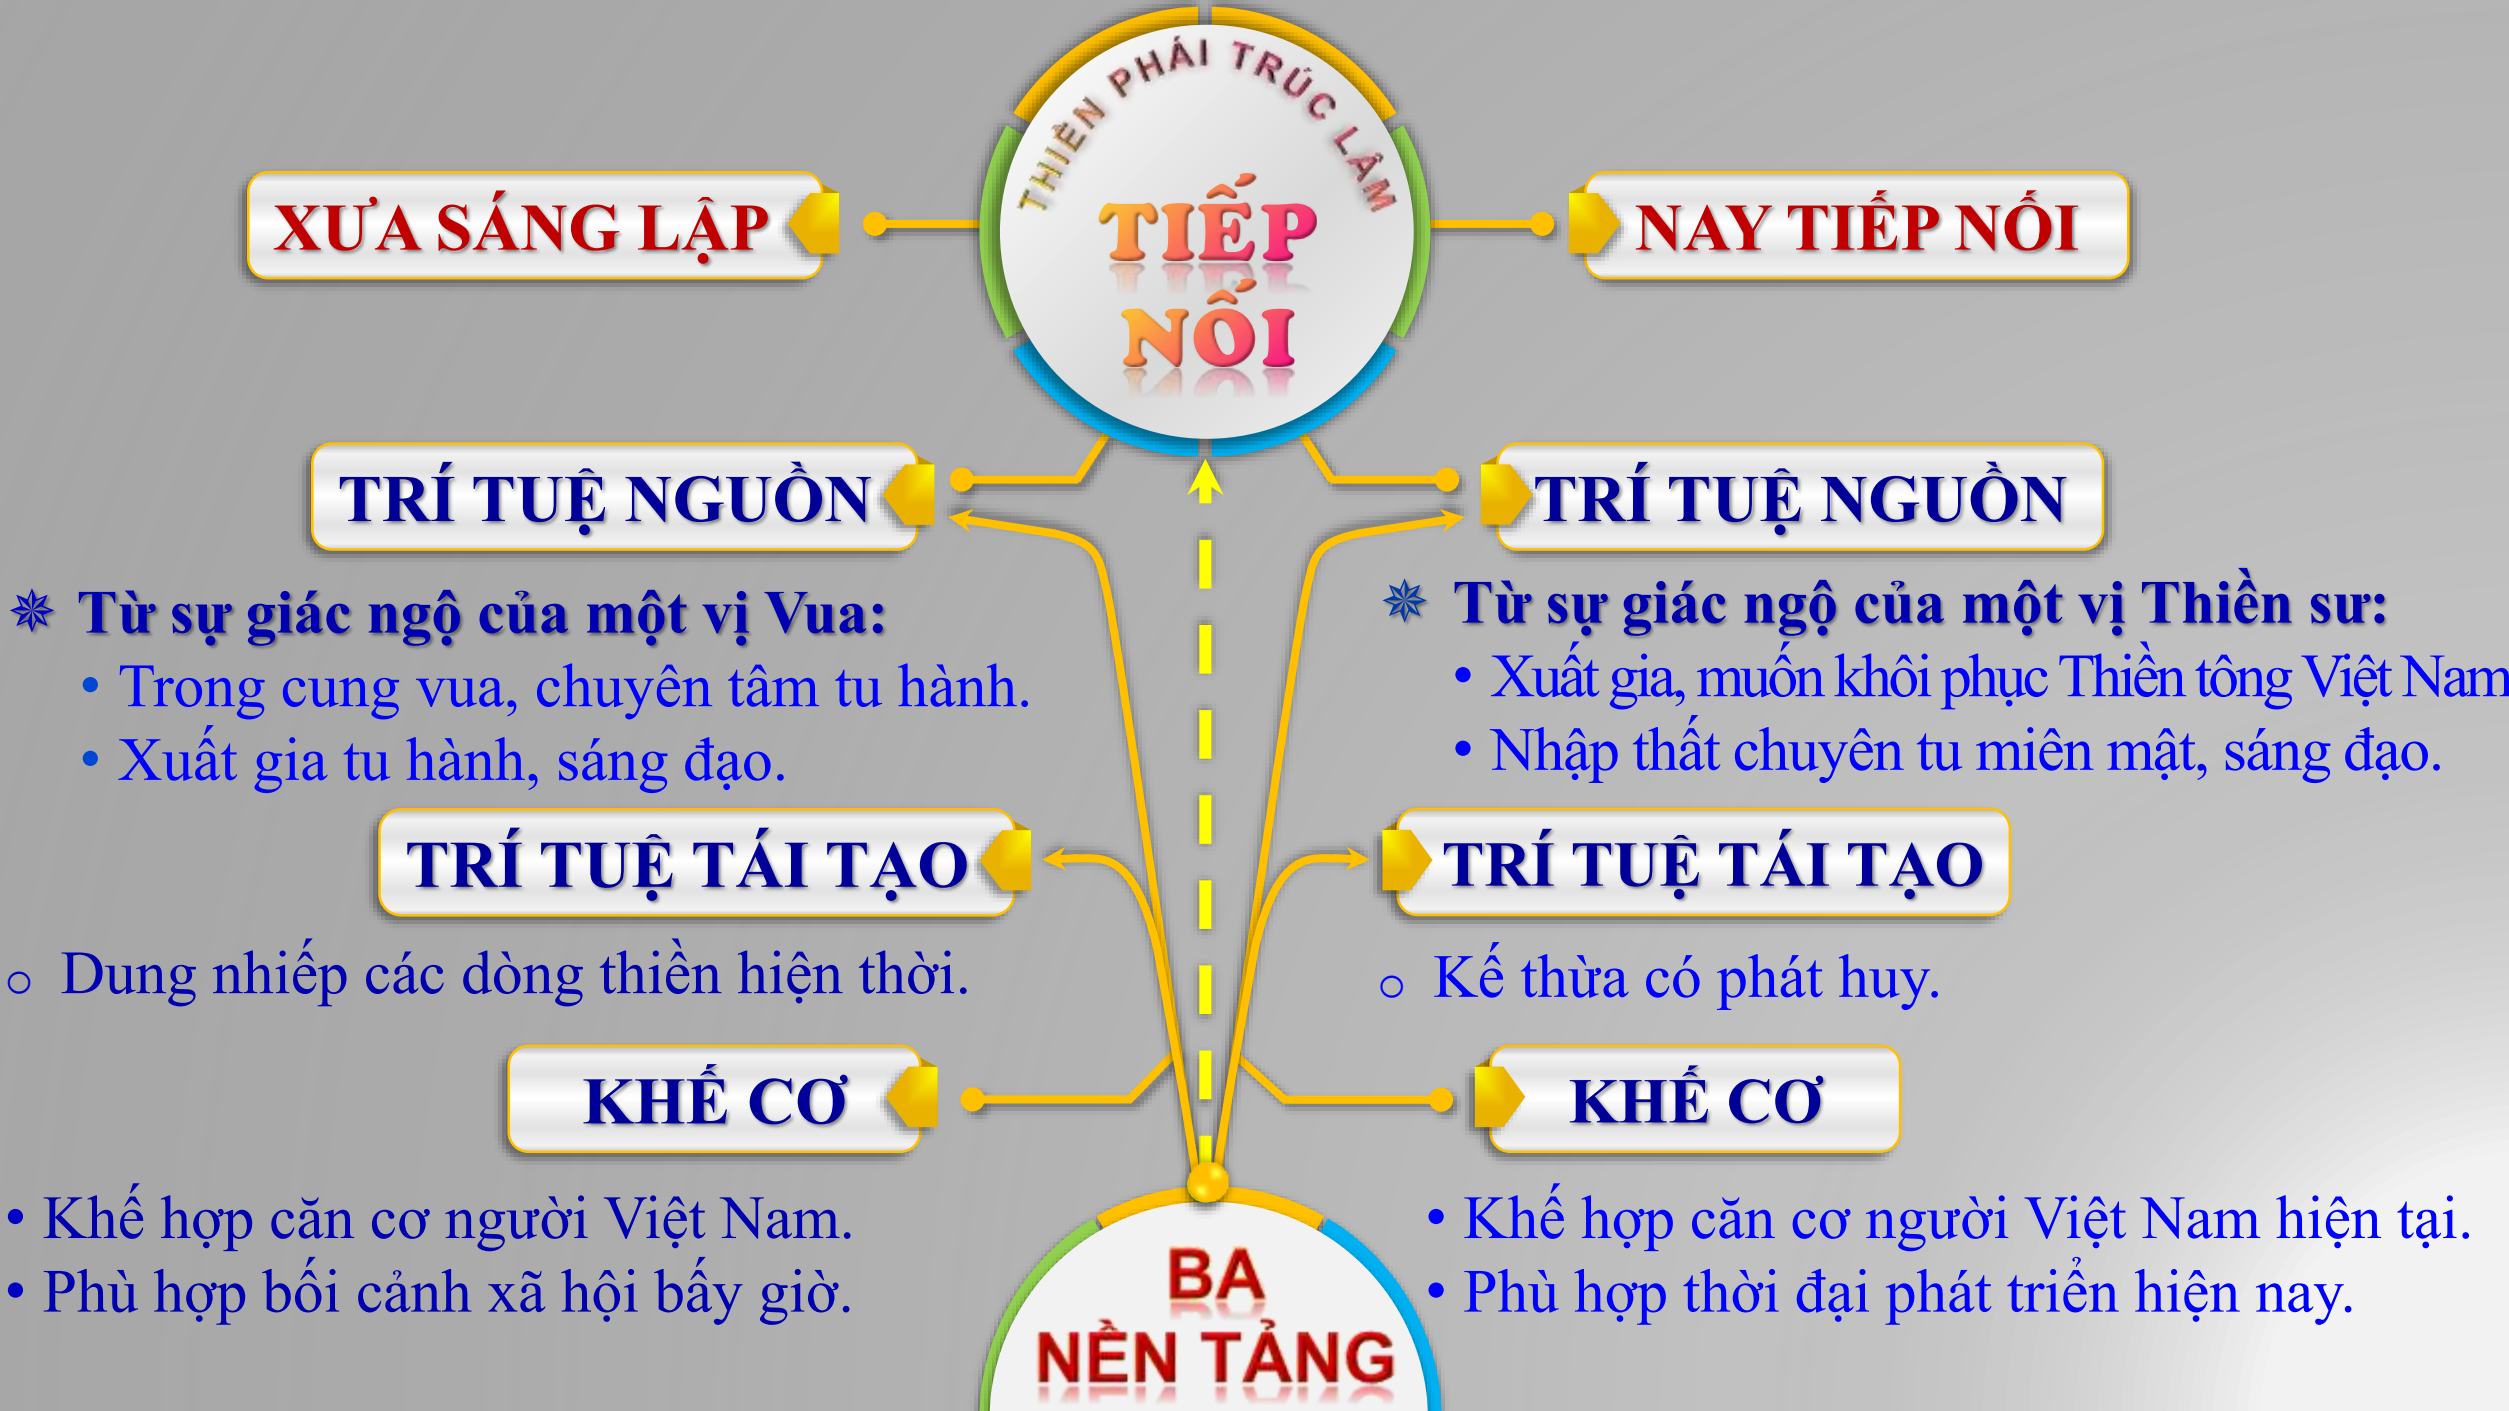 THIỀN PHÁI TRÚC LÂM
TIẾP
NỐI
XƯA SÁNG LẬP
TRÍ TUỆ NGUỒN
Từ sự giác ngộ của một vị Vua:
• Trong cung vua, chuyên tâm tu hành.
• Xuất gia tu hành, sáng đạo.
TRÍ TUỆ TÁI TẠO
o Dung nhiếp các dòng thiền hiện thời.
KHẾ CƠ
• Khế hợp căn cơ người Việt Nam.
• Phù hợp bối cảnh xã hội bấy giờ.
NAY TIẾP NỐI
TRÍ TUỆ NGUỒN
Từ sự giác ngộ của một vị Thiền sư:
• Xuất gia, muốn khôi phục Thiền tông Việt Nam
• Nhập thất chuyên tu miên mật, sáng đạo.
TRÍ TUỆ TÁI TẠO
o Kế thừa có phát huy.
KHẾ CƠ
• Khế hợp căn cơ người Việt Nam hiện tại.
• Phù hợp thời đại phát triển hiện nay.
BA
NỀN TẢNG